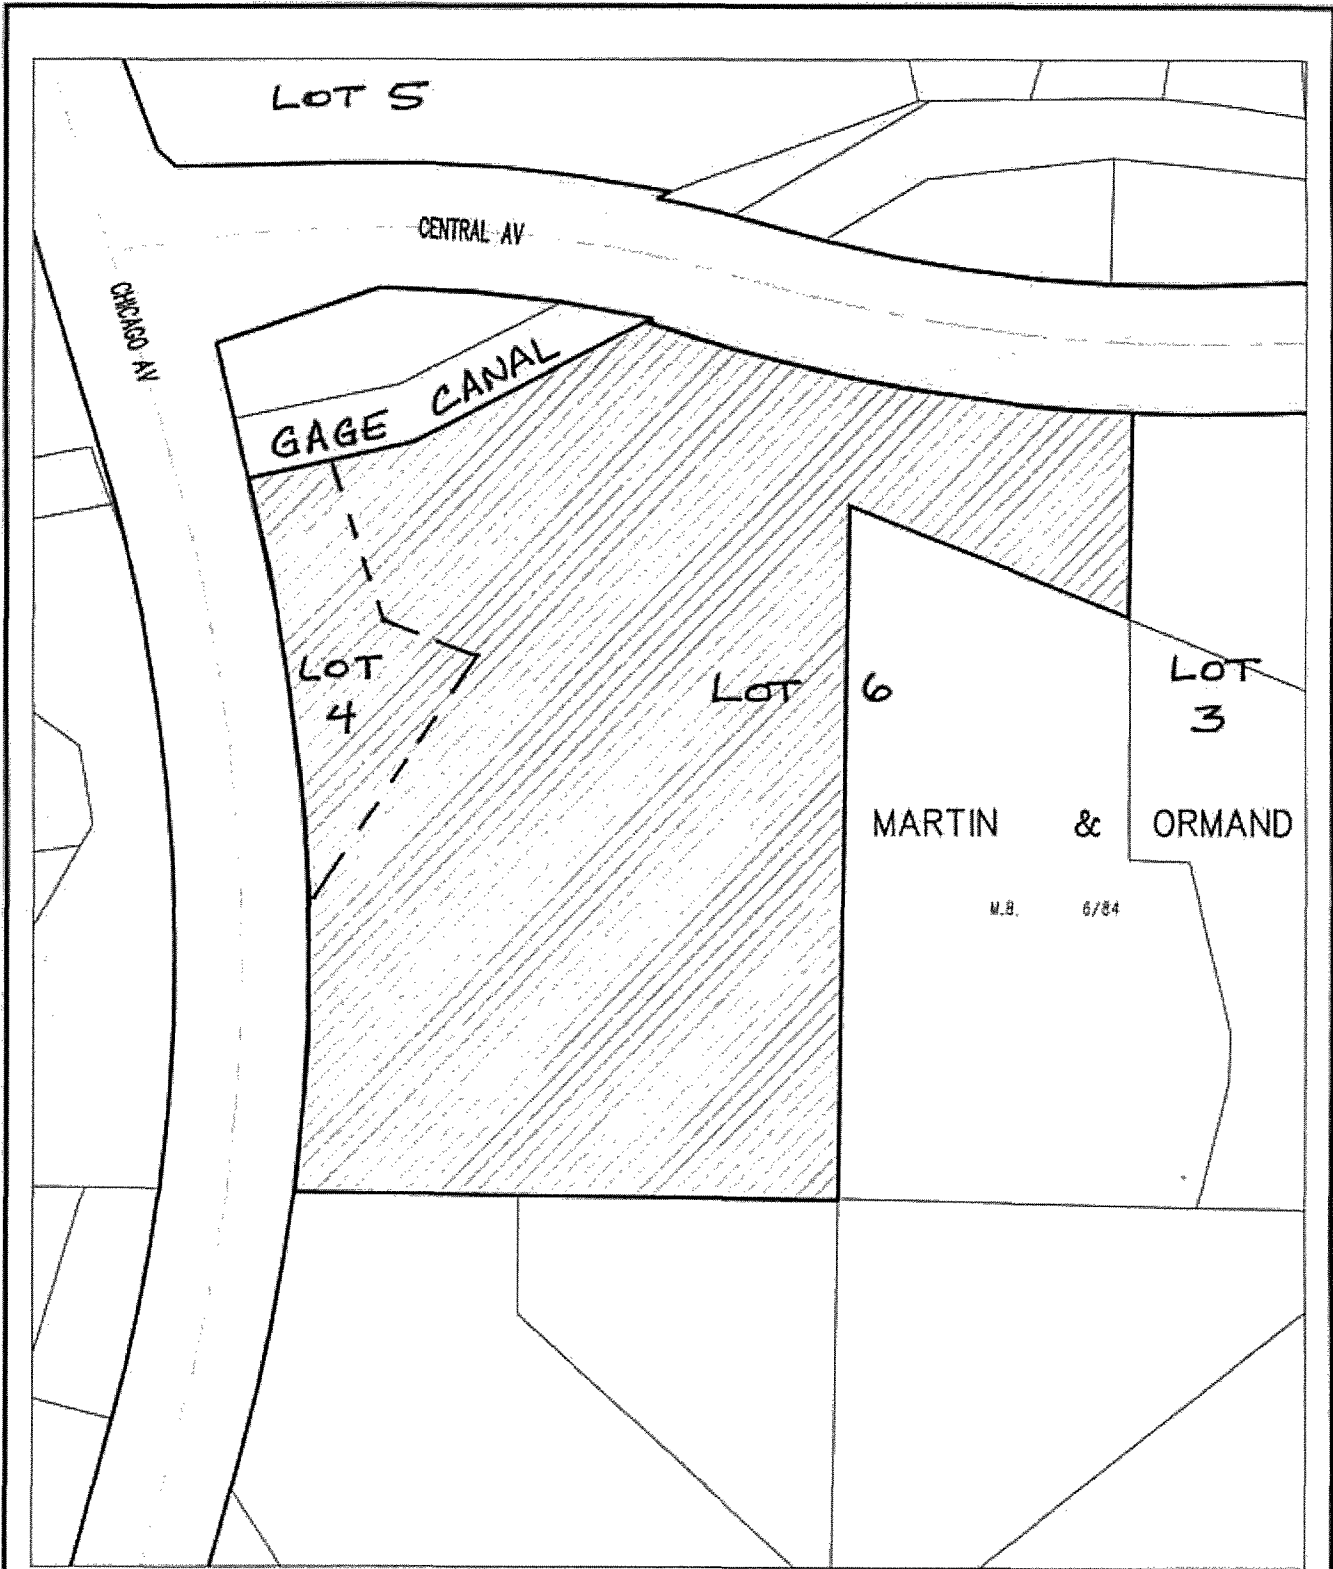 LOT 5
CENTRAL AV
CHICAGO AV
GAGE CANAL
LOT
4
LOT 6
LOT
3
MARTIN & ORMAND
M.B. 6/84